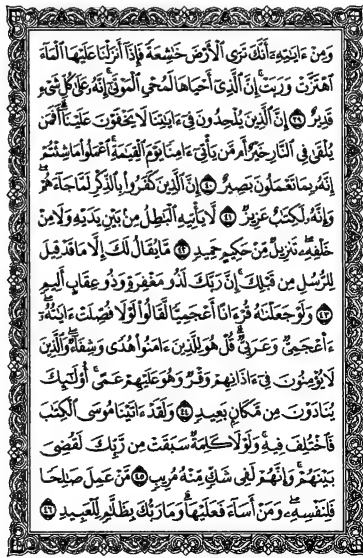 وَمِنْ ءَايَٰتِهِۦٓ أَنَّكَ تَرَى ٱلْأَرْضَ خَٰشِعَةً فَإِذَآ أَنزَلْنَا عَلَيْهَا ٱلْمَآءَ
ٱهْتَزَّتْ وَرَبَتْ ۚ إِنَّ ٱلَّذِىٓ أَحْيَاهَا لَمُحْىِ ٱلْمَوْتَىٰٓ ۚ إِنَّهُۥ عَلَىٰ كُلِّ شَىْءٍ
قَدِيرٌ ٣٩ إِنَّ ٱلَّذِينَ يُلْحِدُونَ فِىٓ ءَايَٰتِنَا لَا يَخْفَوْنَ عَلَيْنَآ ۗ أَفَمَن
يُلْقَىٰ فِى ٱلنَّارِ خَيْرٌ أَم مَّن يَأْتِىٓ ءَامِنًا يَوْمَ ٱلْقِيَٰمَةِ ۚ ٱعْمَلُوا۟ مَا شِئْتُمْ ۖ
إِنَّهُۥ بِمَا تَعْمَلُونَ بَصِيرٌ ٤٠ إِنَّ ٱلَّذِينَ كَفَرُوا۟ بِٱلذِّكْرِ لَمَّا جَآءَهُمْ ۖ
وَإِنَّهُۥ لَكِتَٰبٌ عَزِيزٌ ٤١ لَّا يَأْتِيهِ ٱلْبَٰطِلُ مِنۢ بَيْنِ يَدَيْهِ وَلَا مِنْ
خَلْفِهِۦ ۖ تَنزِيلٌ مِّنْ حَكِيمٍ حَمِيدٍ ٤٢ مَّا يُقَالُ لَكَ إِلَّا مَا قَدْ قِيلَ
لِلرُّسُلِ مِن قَبْلِكَ ۚ إِنَّ رَبَّكَ لَذُو مَغْفِرَةٍ وَذُو عِقَابٍ أَلِيمٍ
٤٣ وَلَوْ جَعَلْنَٰهُ قُرْءَانًا أَعْجَمِيًّا لَّقَالُوا۟ لَوْلَا فُصِّلَتْ ءَايَٰتُهُۥٓ ۖ
ءَا۬عْجَمِىٌّ وَعَرَبِىٌّ ۗ قُلْ هُوَ لِلَّذِينَ ءَامَنُوا۟ هُدًى وَشِفَآءٌ ۖ وَٱلَّذِينَ
لَا يُؤْمِنُونَ فِىٓ ءَاذَانِهِمْ وَقْرٌ وَهُوَ عَلَيْهِمْ عَمًى ۚ أُو۟لَٰٓئِكَ
يُنَادَوْنَ مِن مَّكَانٍۭ بَعِيدٍ ٤٤ وَلَقَدْ ءَاتَيْنَا مُوسَى ٱلْكِتَٰبَ
فَٱخْتُلِفَ فِيهِ ۗ وَلَوْلَا كَلِمَةٌ سَبَقَتْ مِن رَّبِّكَ لَقُضِىَ
بَيْنَهُمْ ۚ وَإِنَّهُمْ لَفِى شَكٍّ مِّنْهُ مُرِيبٍ ٤٥ مَّنْ عَمِلَ صَٰلِحًا
فَلِنَفْسِهِۦ ۖ وَمَنْ أَسَآءَ فَعَلَيْهَا ۗ وَمَا رَبُّكَ بِظَلَّٰمٍ لِّلْعَبِيدِ ٤٦